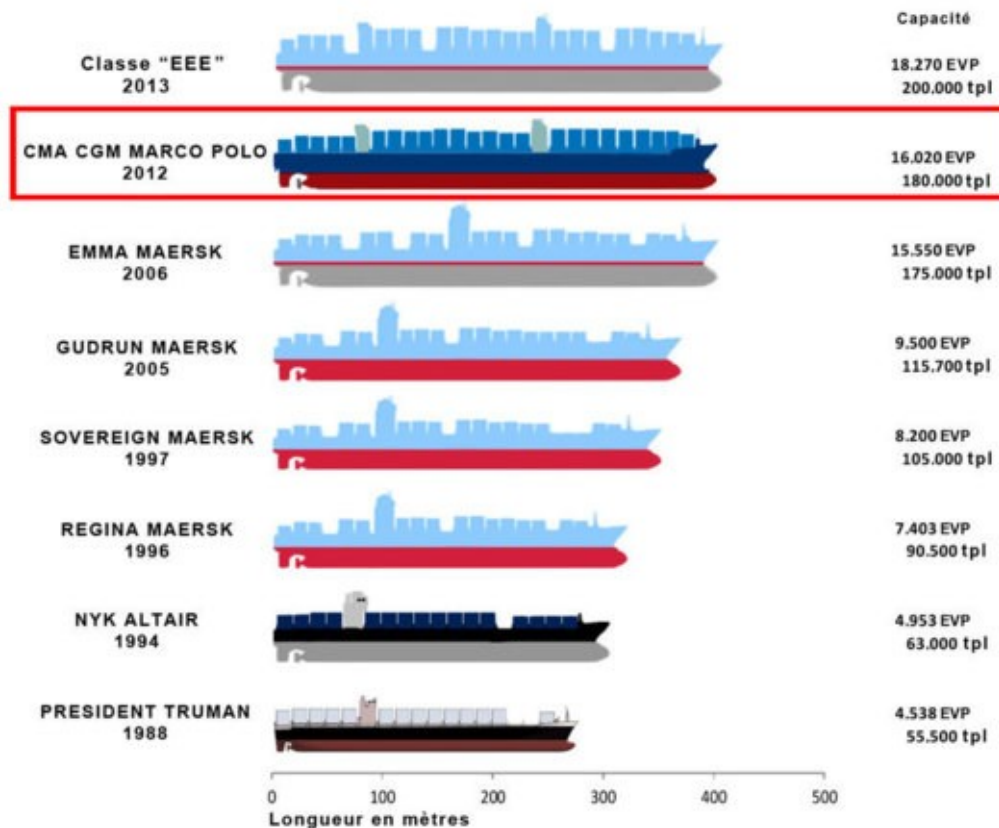 Capacité
Classe “EEE”
2013
18.270 EVP
200.000 tpl
CMA CGM MARCO POLO
2012
16.020 EVP
180.000 tpl
EMMA MAERSK
2006
15.550 EVP
175.000 tpl
GUDRUN MAERSK
2005
9.500 EVP
115.700 tpl
SOVEREIGN MAERSK
1997
8.200 EVP
105.000 tpl
REGINA MAERSK
1996
7.403 EVP
90.500 tpl
NYK ALTAIR
1994
4.953 EVP
63.000 tpl
PRESIDENT TRUMAN
1988
4.538 EVP
55.500 tpl
0 100 200 300 400 500
Longueur en mètres